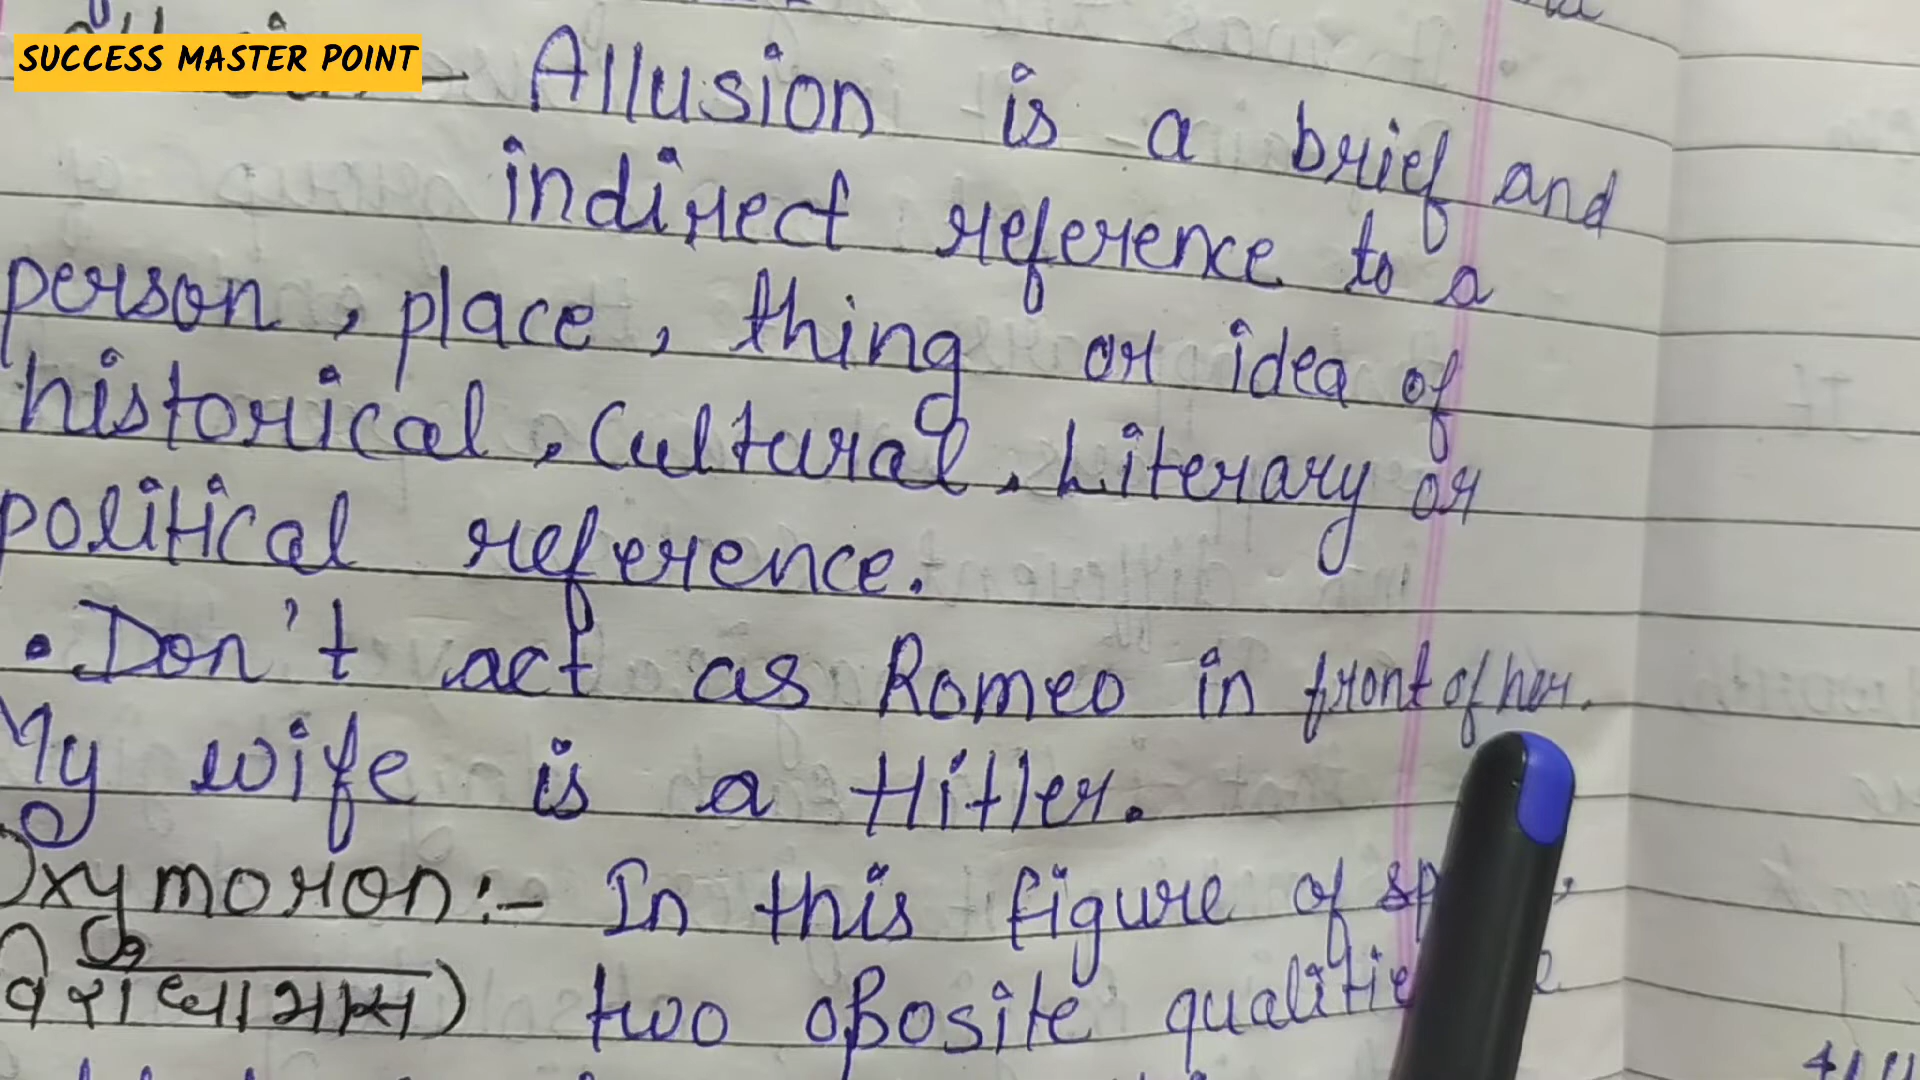 SUCCESS MASTER POINT
- Allusion is a brief and
indirect reference to a
person, place, thing or idea of
historical, Cultural, Literary or
political reference.
• Don't act as Romeo in front of her.
My wife is a Hitler.
Oxymoron:- In this figure of
(विरोधाभास) two oposite